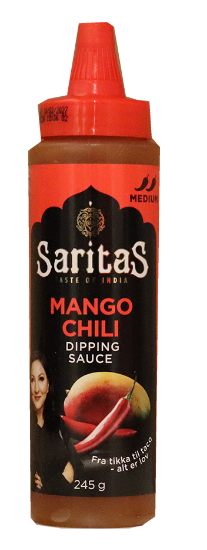 MEDIUM
SaritaS
TASTE OF INDIA
MANGO
CHILI
DIPPING
SAUCE
Fra tikka til taco
- alt er lov
245 g